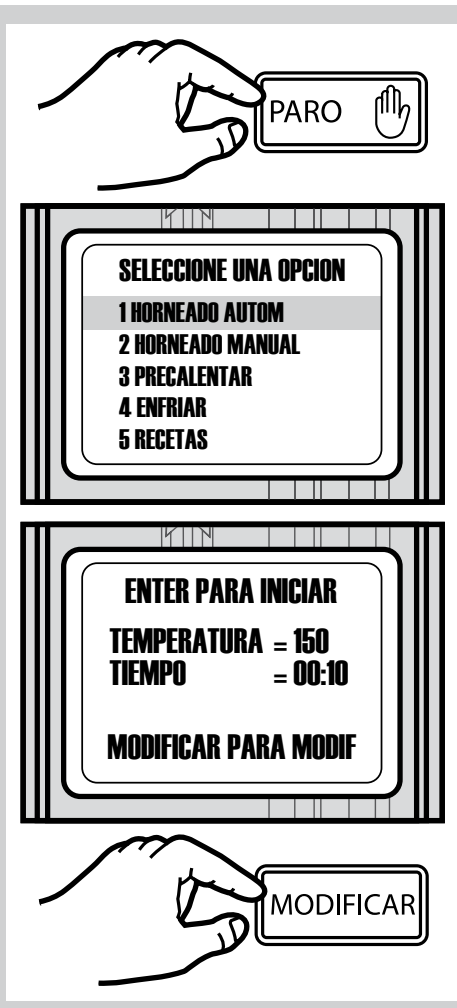 PARO
SELECCIONE UNA OPCION
1 HORNEADO AUTOM
2 HORNEADO MANUAL
3 PRECALENTAR
4 ENFRIAR
5 RECETAS
ENTER PARA INICIAR
TEMPERATURA = 150
TIEMPO = 00:10
MODIFICAR PARA MODIF
MODIFICAR